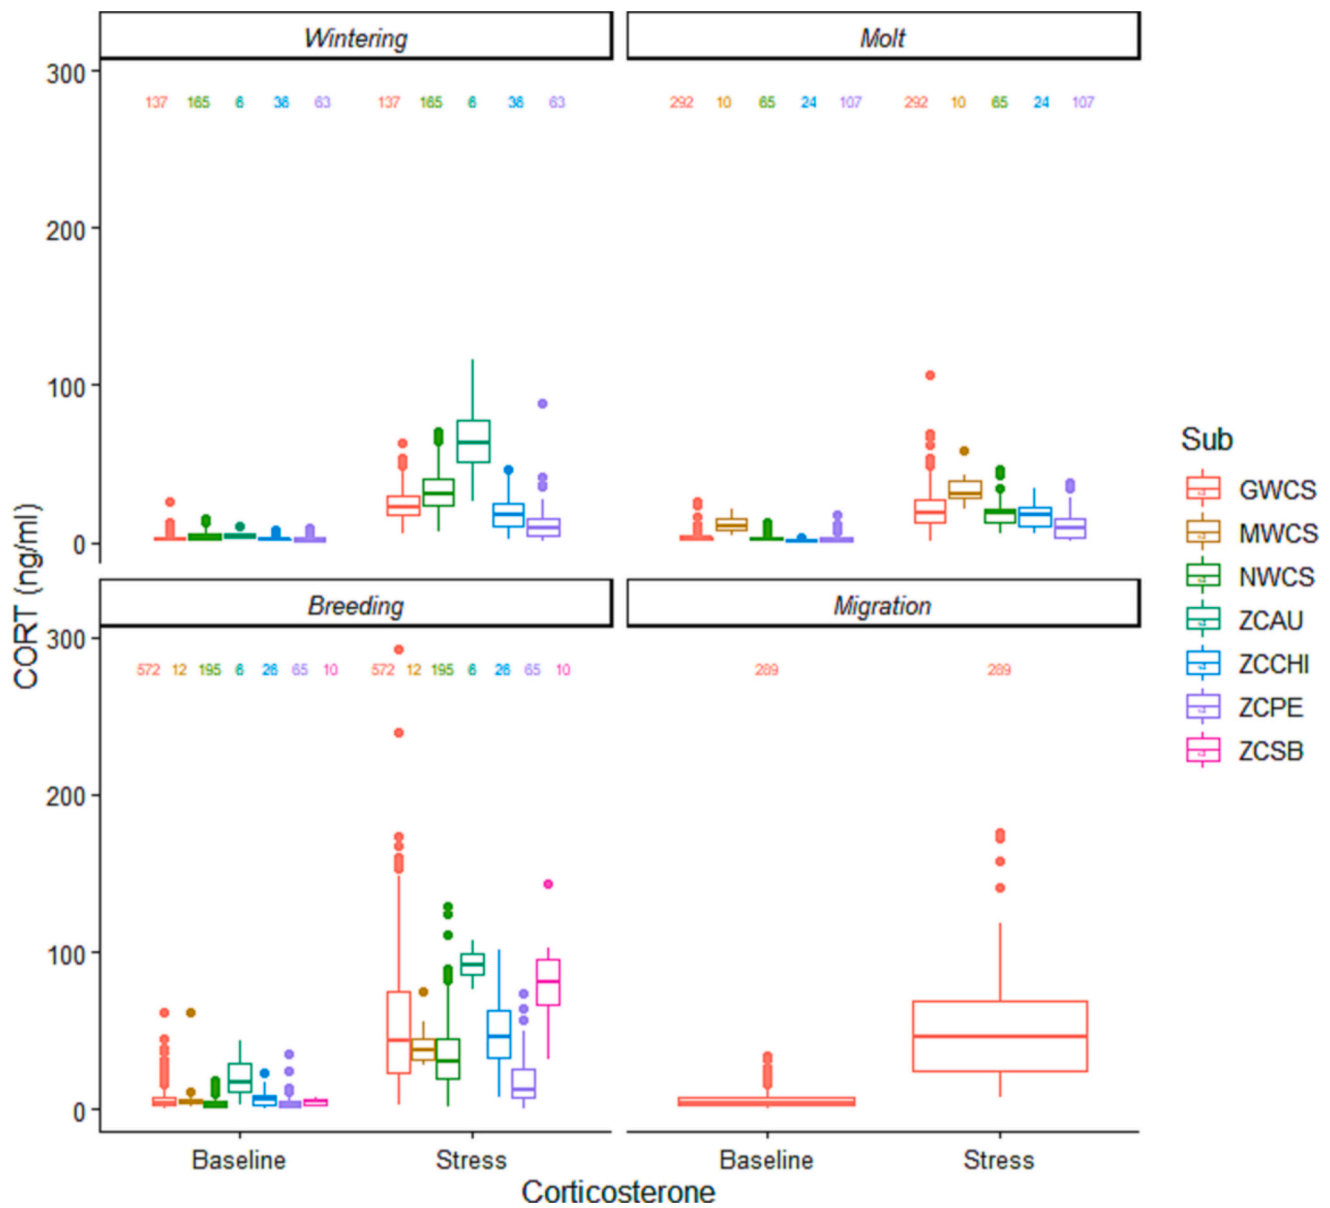 Wintering
Molt
300
200
100
0
137 165 6 38 63 137 165 6 38 63
292 10 65 24 107 292 10 65 24 107
CORT (ng/ml)
Breeding
Migration
300
200
100
0
572 12 195 6 26 65 10 572 12 195 6 26 65 10
289 289
Baseline Stress
Baseline Stress
Corticosterone
Sub
GWCS
MWCS
NWCS
ZCAU
ZCCHI
ZCPE
ZCSB